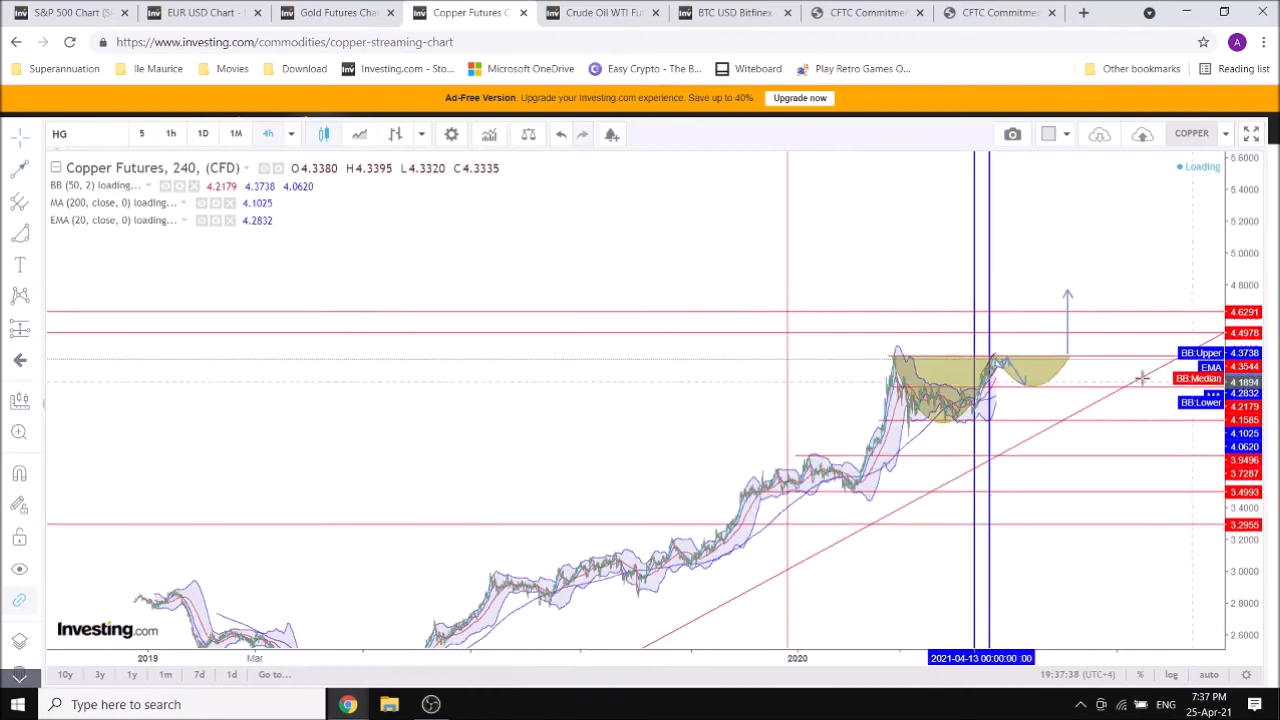 S&P 500 Chart (S EUR USD Chart - Gold Futures Char Copper Futures C Crude Oil WTI Fut BTC USD Bitfinex CFTC Commitme CFTC Commitme
https://www.investing.com/commodities/copper-streaming-chart A
Superannuation Ile Maurice Movies Download Investing.com - Sto... Microsoft OneDrive Easy Crypto - The B... Witeboard Play Retro Games O... Other bookmarks Reading list
Ad-Free Version. Upgrade your Investing.com experience. Save up to 40% Upgrade now
HG 5 1h 1D 1M 4h COPPER
Copper Futures, 240, (CFD) O4.3380 H4.3395 L4.3320 C4.3335
Loading
BB (50, 2) loading... 4.2179 4.3738 4.0620
MA (200, close, 0) loading... 4.1025
EMA (20, close, 0) loading... 4.2832
5.6000
5.4000
5.2000
5.0000
4.8000
4.6291
4.4978
BB:Upper 4.3738
EMA 4.3544
BB:Median 4.1894
4.2832
BB:Lower 4.2179
4.1585
4.1025
4.0620
3.9496
3.7287
3.4993
3.4000
3.2955
3.2000
3.0000
2.8000
2.6000
Investing.com
2019 Mar 2020 2021-04-13 00:00:00 :00
10y 3y 1y 1m 7d 1d Go to... 19:37:38 (UTC+4) % log auto
Type here to search ENG 7:37 PM
25-Apr-21